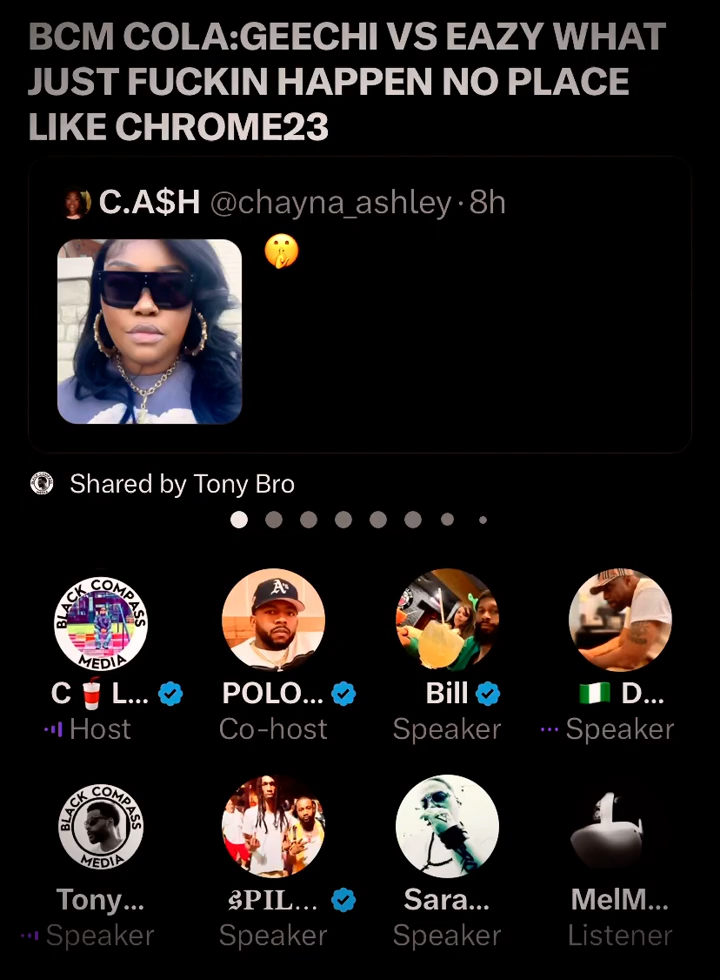 BCM COLA:GEECHI VS EAZY WHAT
JUST FUCKIN HAPPEN NO PLACE
LIKE CHROME23
C.A$H @chayna_ashley · 8h
🤫
Shared by Tony Bro
BLACK COMPASS MEDIA
A's
C🥤L... POLO... Bill 🇳🇬 D...
Host Co-host Speaker Speaker
BLACK COMPASS MEDIA
Tony... $PIL... Sara... MelM...
Speaker Speaker Speaker Listener